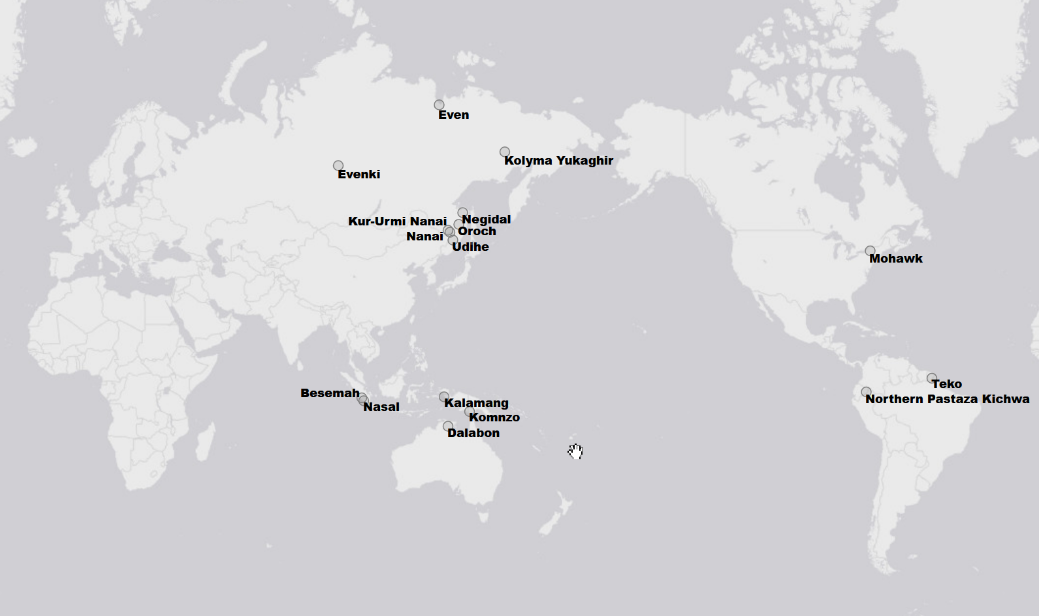 Even
Kolyma Yukaghir
Evenki
Negidal
Kur-Urmi Nanai
Oroch
Nanai
Udihe
Mohawk
Teko
Besemah
Northern Pastaza Kichwa
Kalamang
Nasal
Komnzo
Dalabon